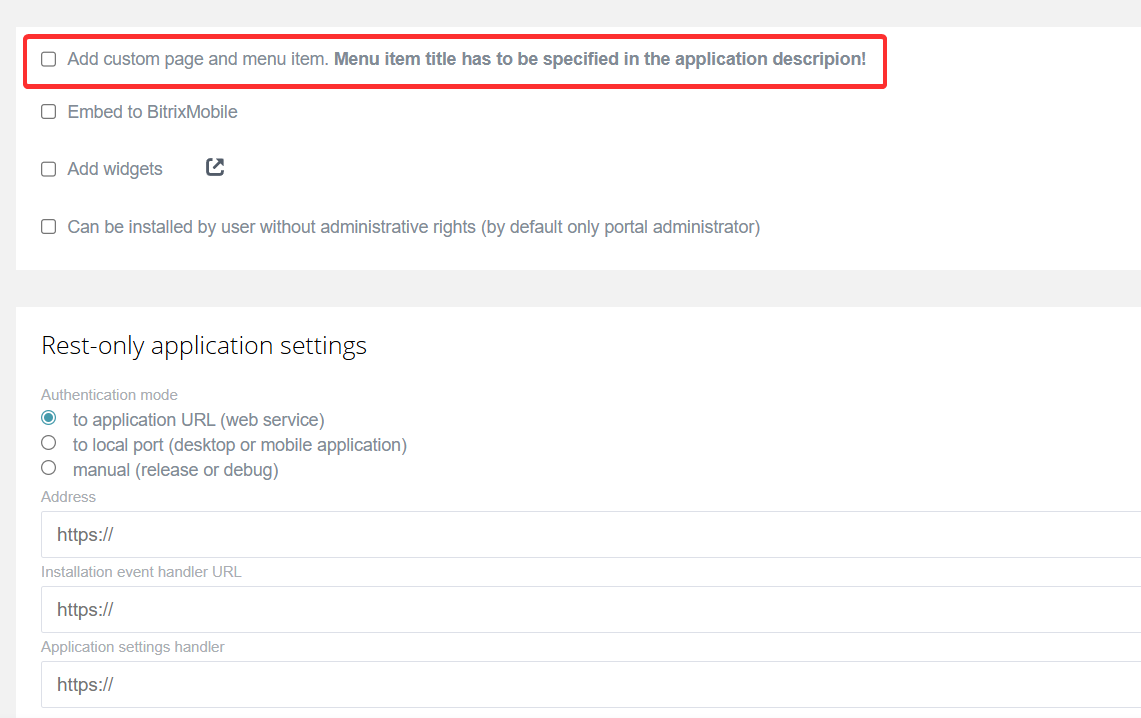 Add custom page and menu item. Menu item title has to be specified in the application descripion!
Embed to BitrixMobile
Add widgets
Can be installed by user without administrative rights (by default only portal administrator)
Rest-only application settings
Authentication mode
to application URL (web service)
to local port (desktop or mobile application)
manual (release or debug)
Address
https://
Installation event handler URL
https://
Application settings handler
https://